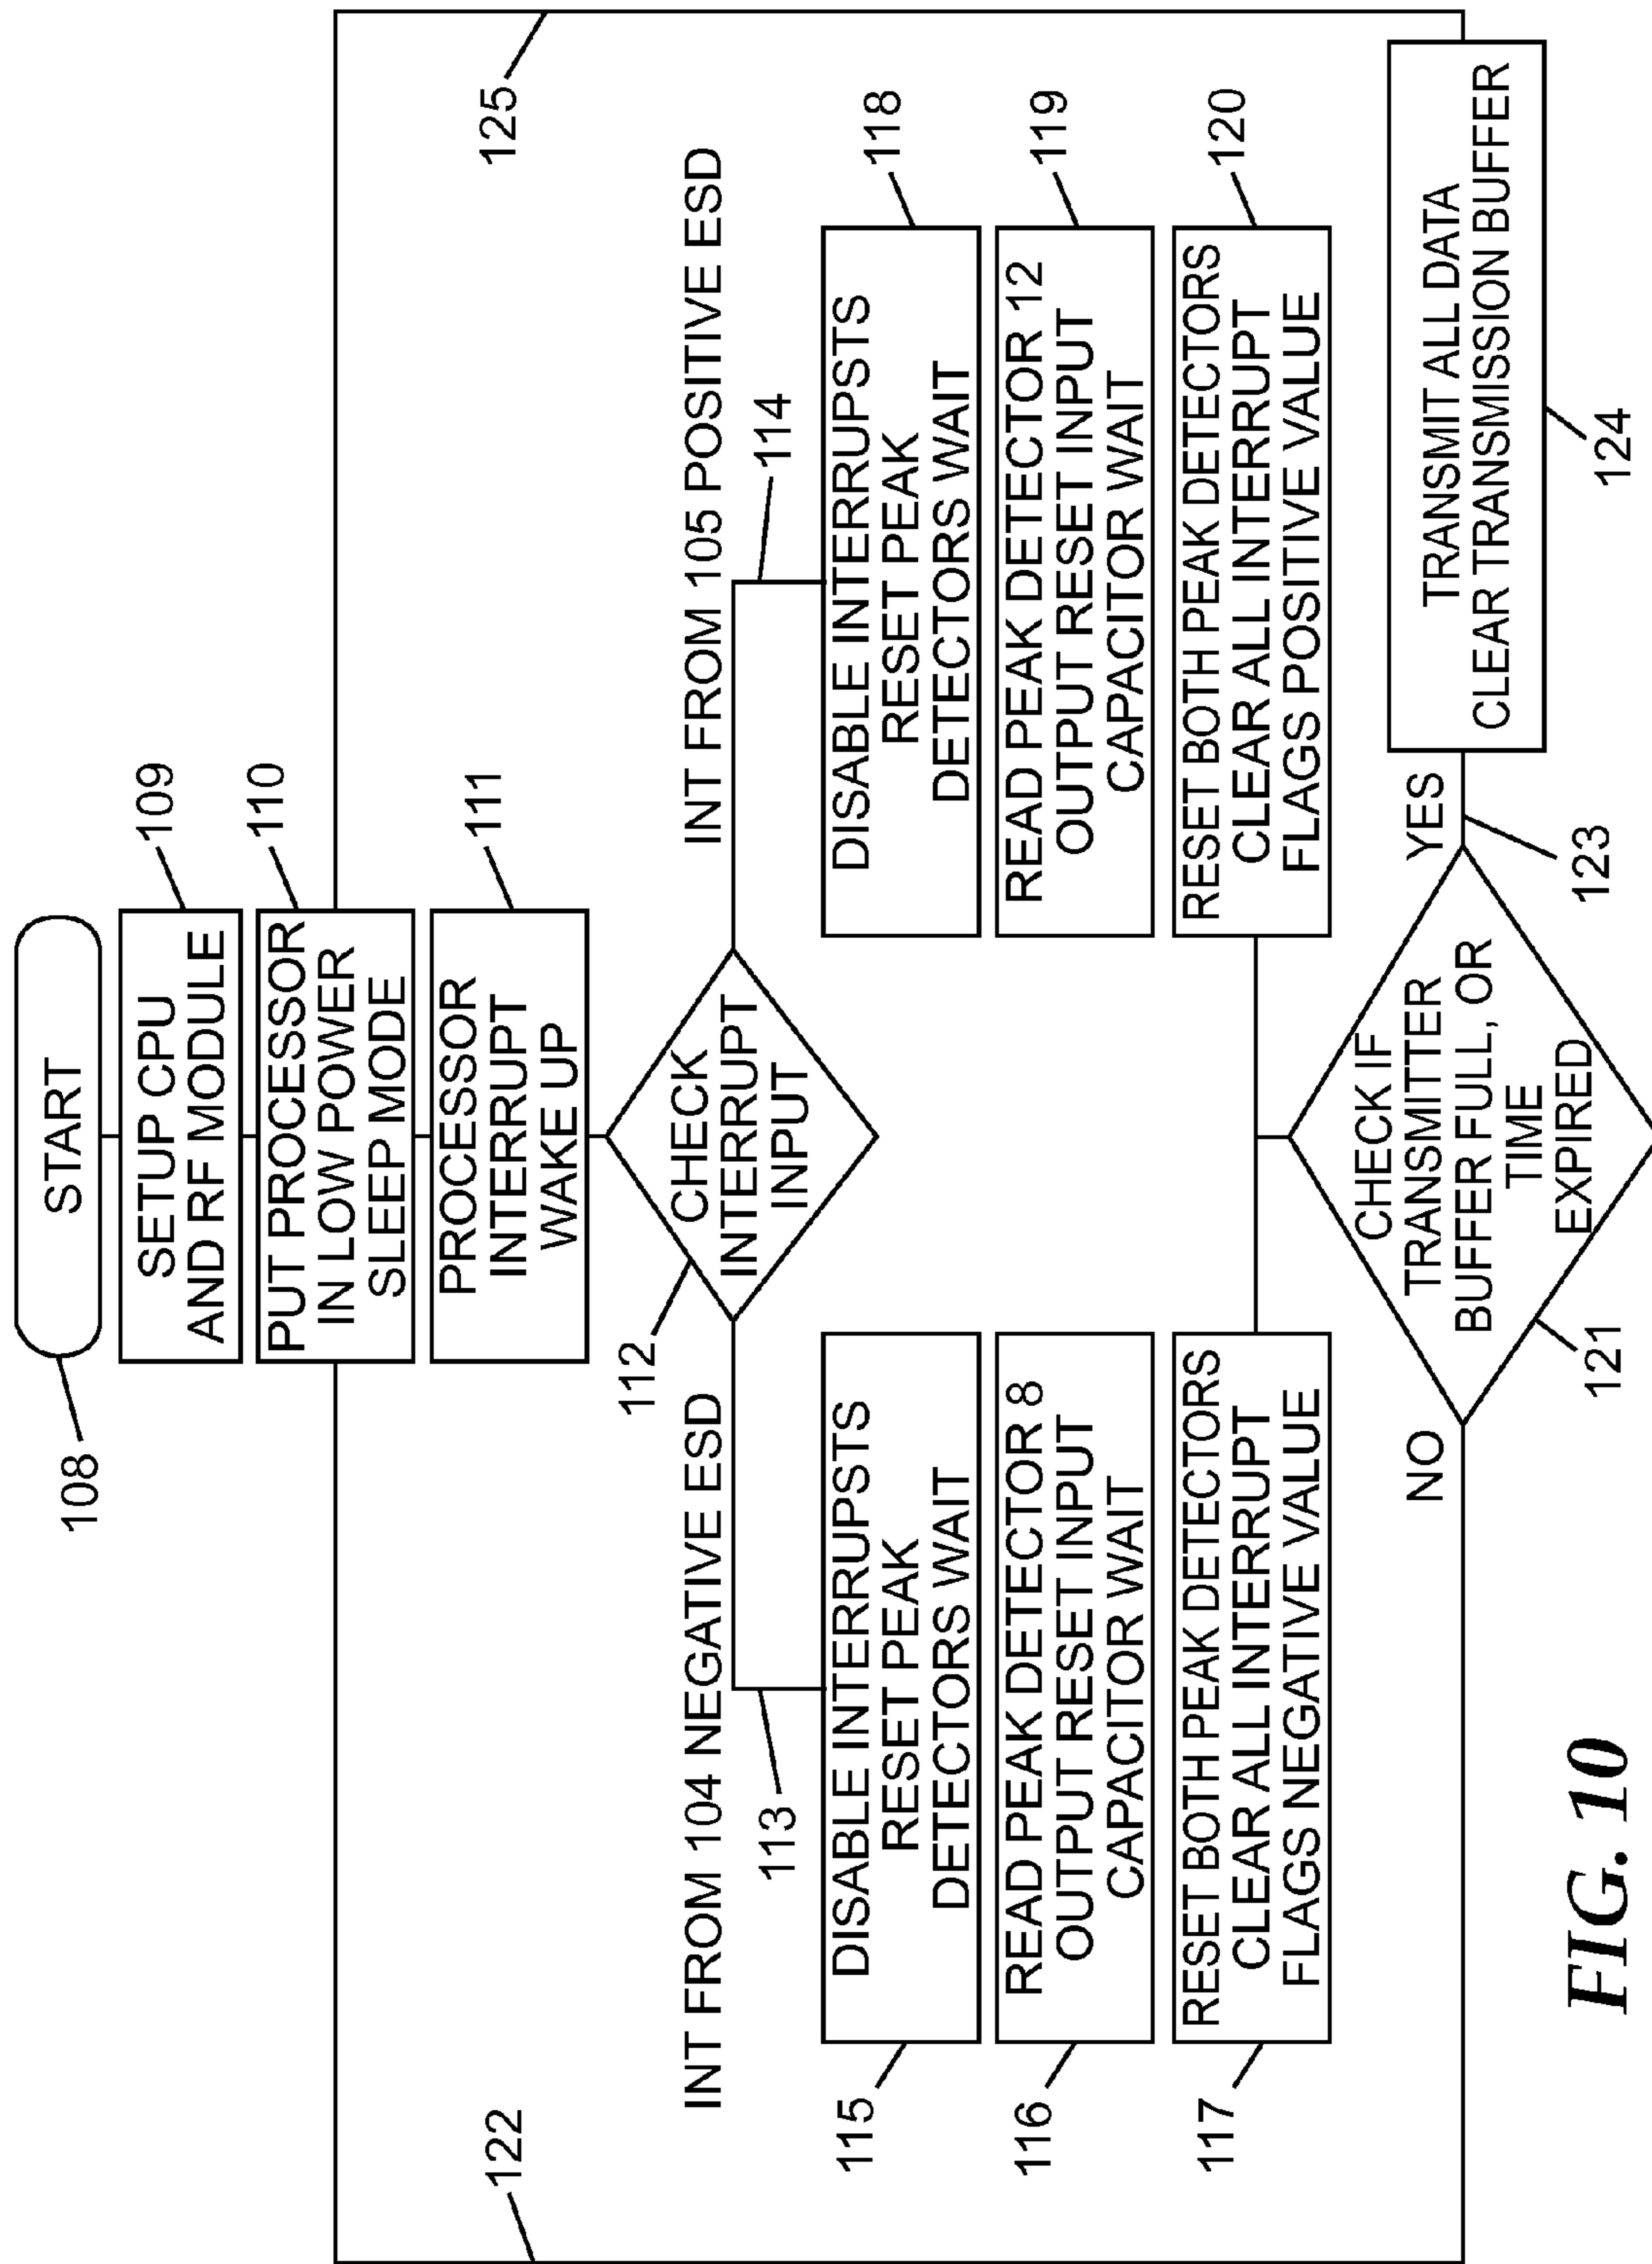 START
108
SETUP CPU
AND RF MODULE
109
PUT PROCESSOR
IN LOW POWER
SLEEP MODE
110
PROCESSOR
INTERRUPT
WAKE UP
111
122
125
CHECK
INTERRUPT
INPUT
112
INT FROM 104 NEGATIVE ESD
INT FROM 105 POSITIVE ESD
113
114
DISABLE INTERRUPSTS
RESET PEAK
DETECTORS WAIT
115
DISABLE INTERRUPSTS
RESET PEAK
DETECTORS WAIT
118
READ PEAK DETECTOR 8
OUTPUT RESET INPUT
CAPACITOR WAIT
116
READ PEAK DETECTOR 12
OUTPUT RESET INPUT
CAPACITOR WAIT
119
RESET BOTH PEAK DETECTORS
CLEAR ALL INTERRUPT
FLAGS NEGATIVE VALUE
117
RESET BOTH PEAK DETECTORS
CLEAR ALL INTERRUPT
FLAGS POSITIVE VALUE
120
CHECK IF
TRANSMITTER
BUFFER FULL, OR
TIME
EXPIRED
121
NO
YES
123
TRANSMIT ALL DATA
CLEAR TRANSMISSION BUFFER
124
FIG. 10